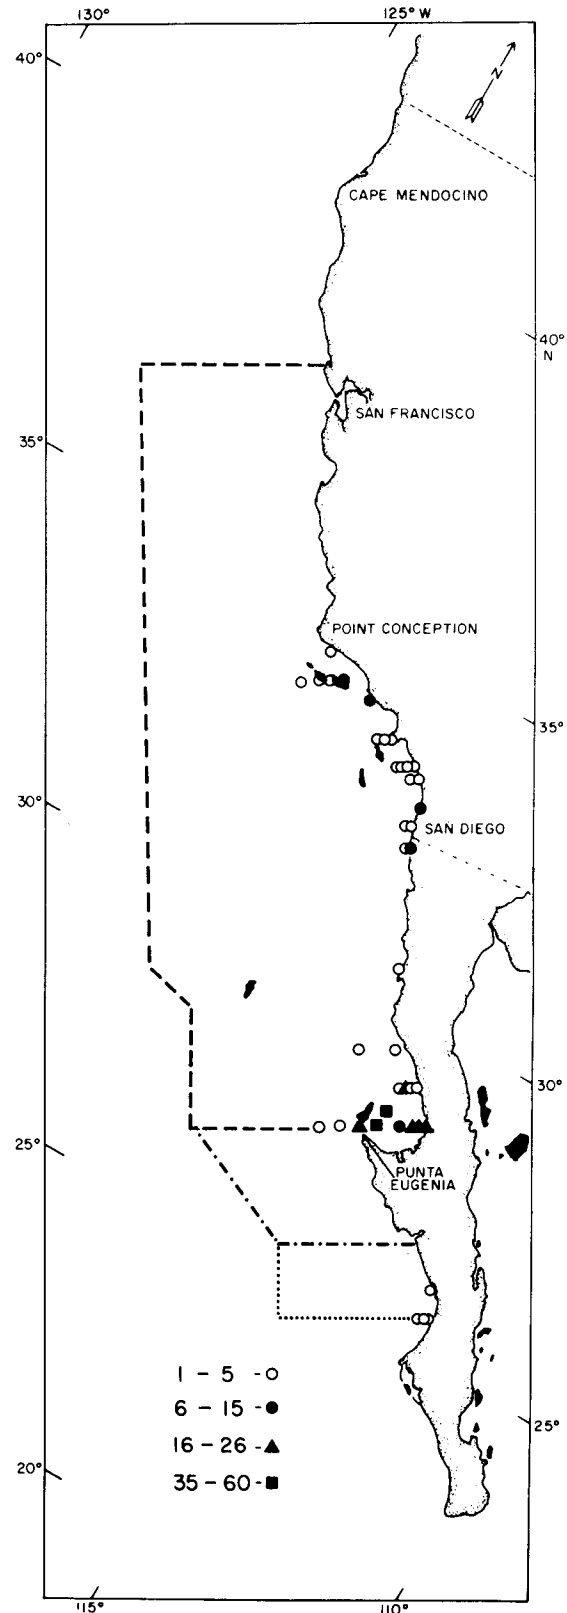 130°
125° W
40°
N
CAPE MENDOCINO
40°
N
SAN FRANCISCO
35°
POINT CONCEPTION
35°
30°
SAN DIEGO
30°
25°
PUNTA
EUGENIA
1 – 5 -
6 – 15 -
16 – 26 -
35 – 60 -
25°
20°
115°
110°